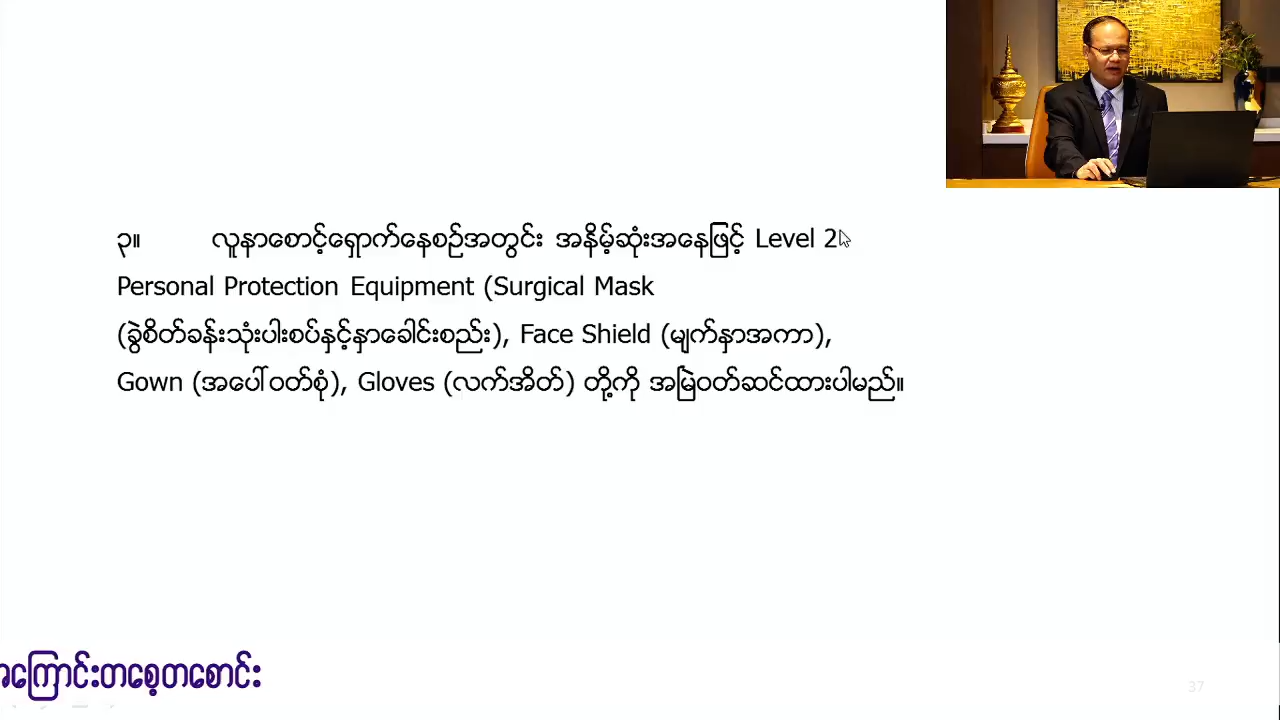 ၃။ လူနာစောင့်ရှောက်နေစဉ်အတွင်း အနိမ့်ဆုံးအနေဖြင့် Level 2
Personal Protection Equipment (Surgical Mask
(ခွဲစိတ်ခန်းသုံးပါးစပ်နှင့်နှာခေါင်းစည်း), Face Shield (မျက်နှာအကာ),
Gown (အပေါ်ဝတ်စုံ), Gloves (လက်အိတ်) တို့ကို အမြဲဝတ်ဆင်ထားပါမည်။
အကြောင်းတစေ့တစောင်း
37